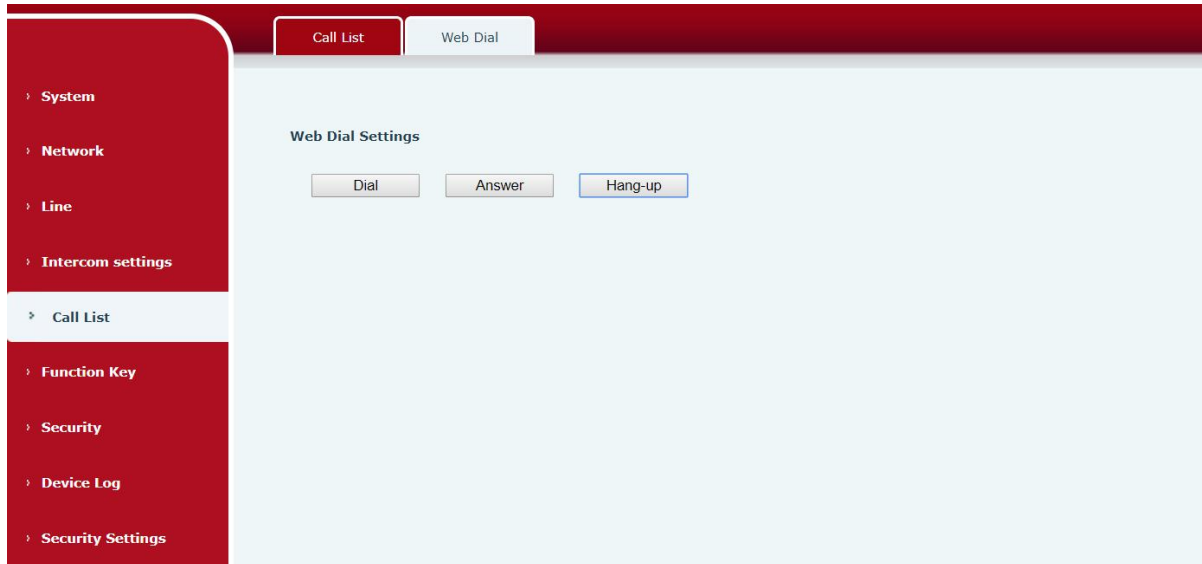 Call List
Web Dial
System
Network
Line
Intercom settings
Call List
Function Key
Security
Device Log
Security Settings
Web Dial Settings
Dial
Answer
Hang-up